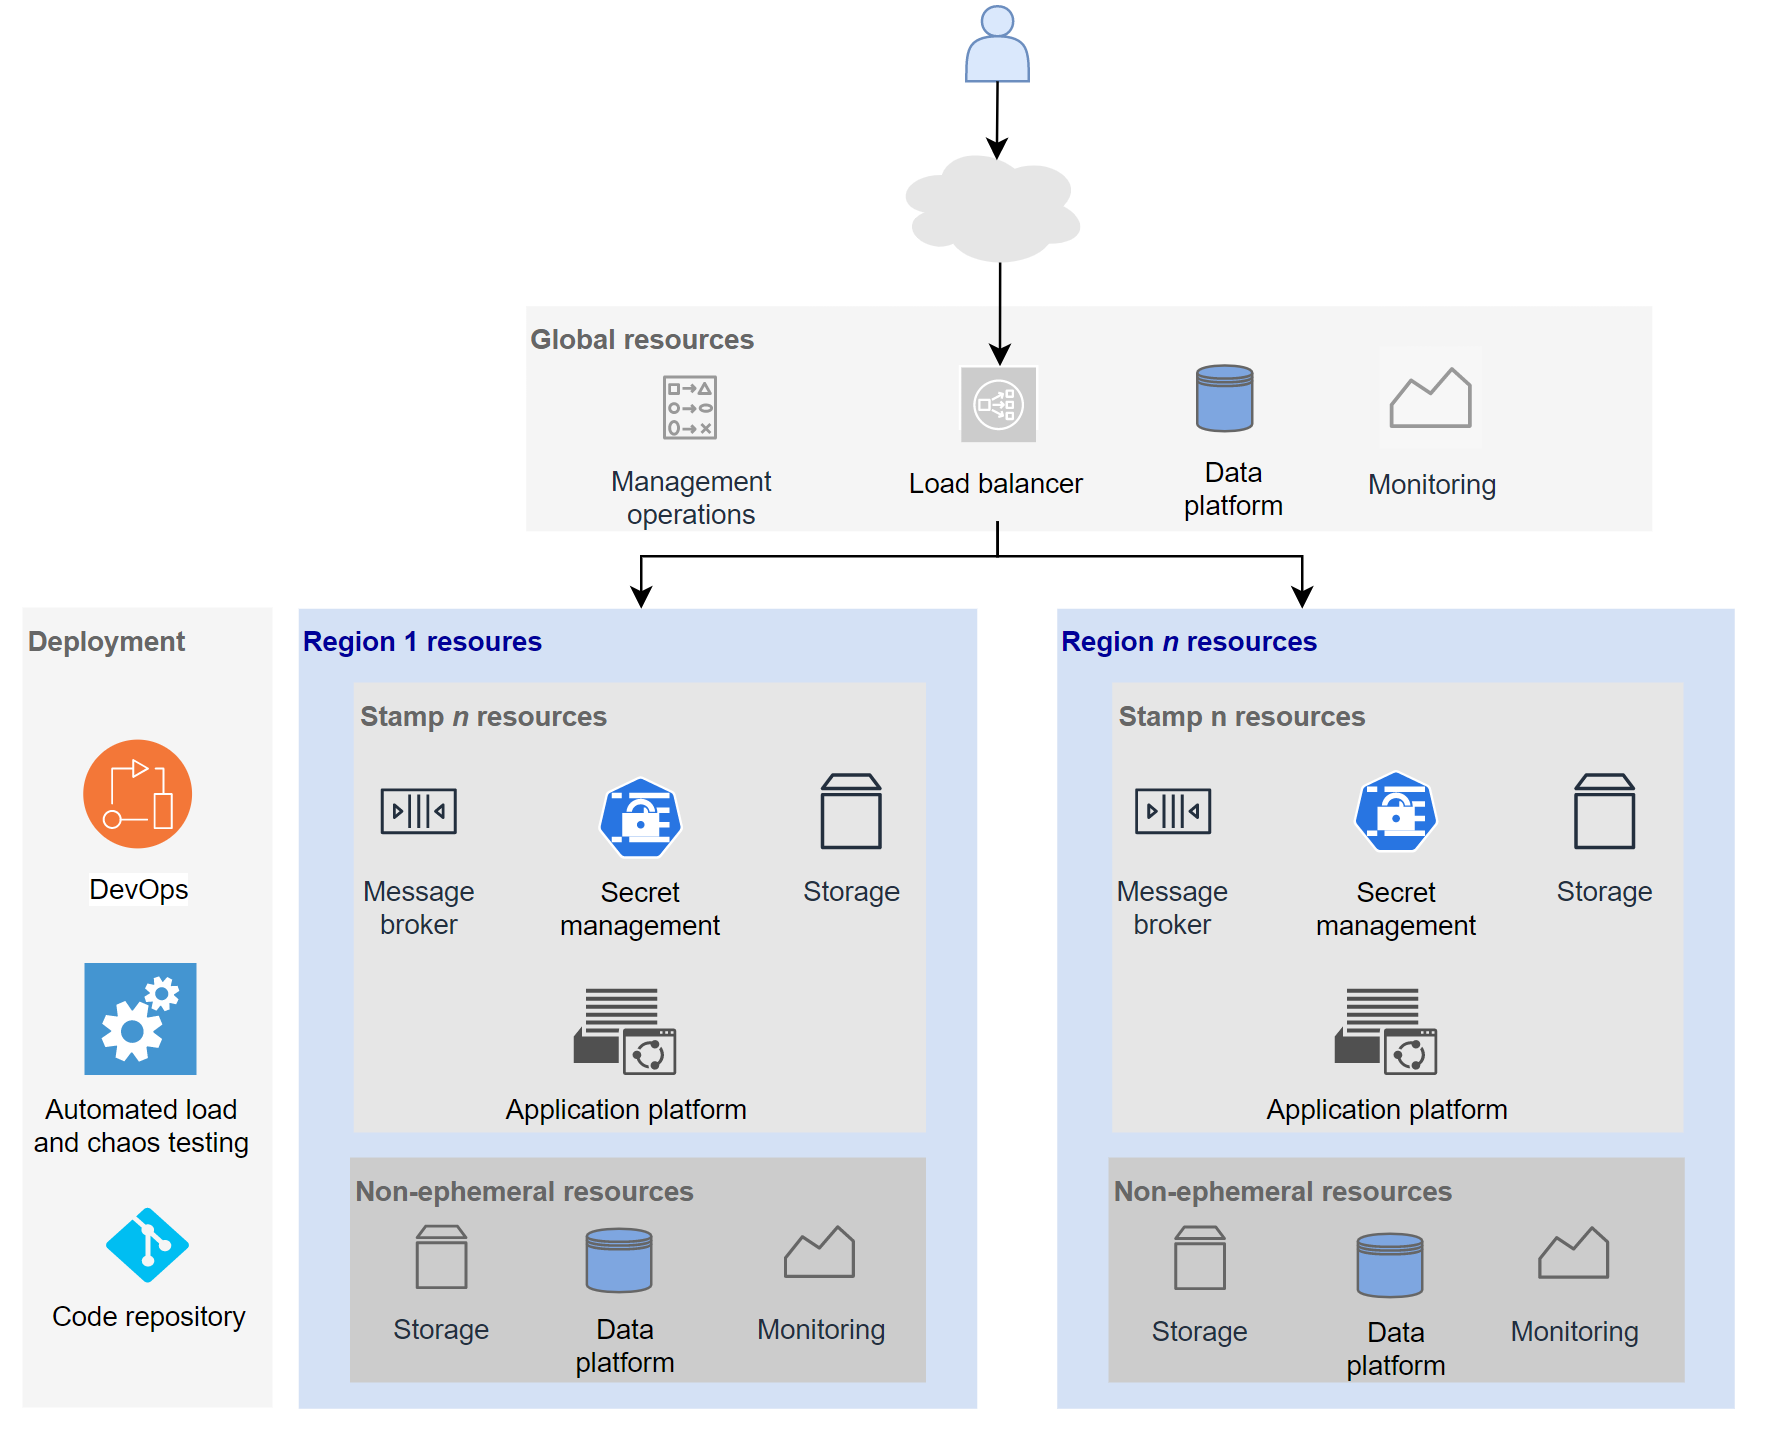 Global resources
Management
operations
Load balancer
Data
platform
Monitoring
Deployment
DevOps
Automated load
and chaos testing
Code repository
Region 1 resoures
Stamp n resources
Message
broker
Secret
management
Storage
Application platform
Non-ephemeral resources
Storage
Data
platform
Monitoring
Region n resources
Stamp n resources
Message
broker
Secret
management
Storage
Application platform
Non-ephemeral resources
Storage
Data
platform
Monitoring